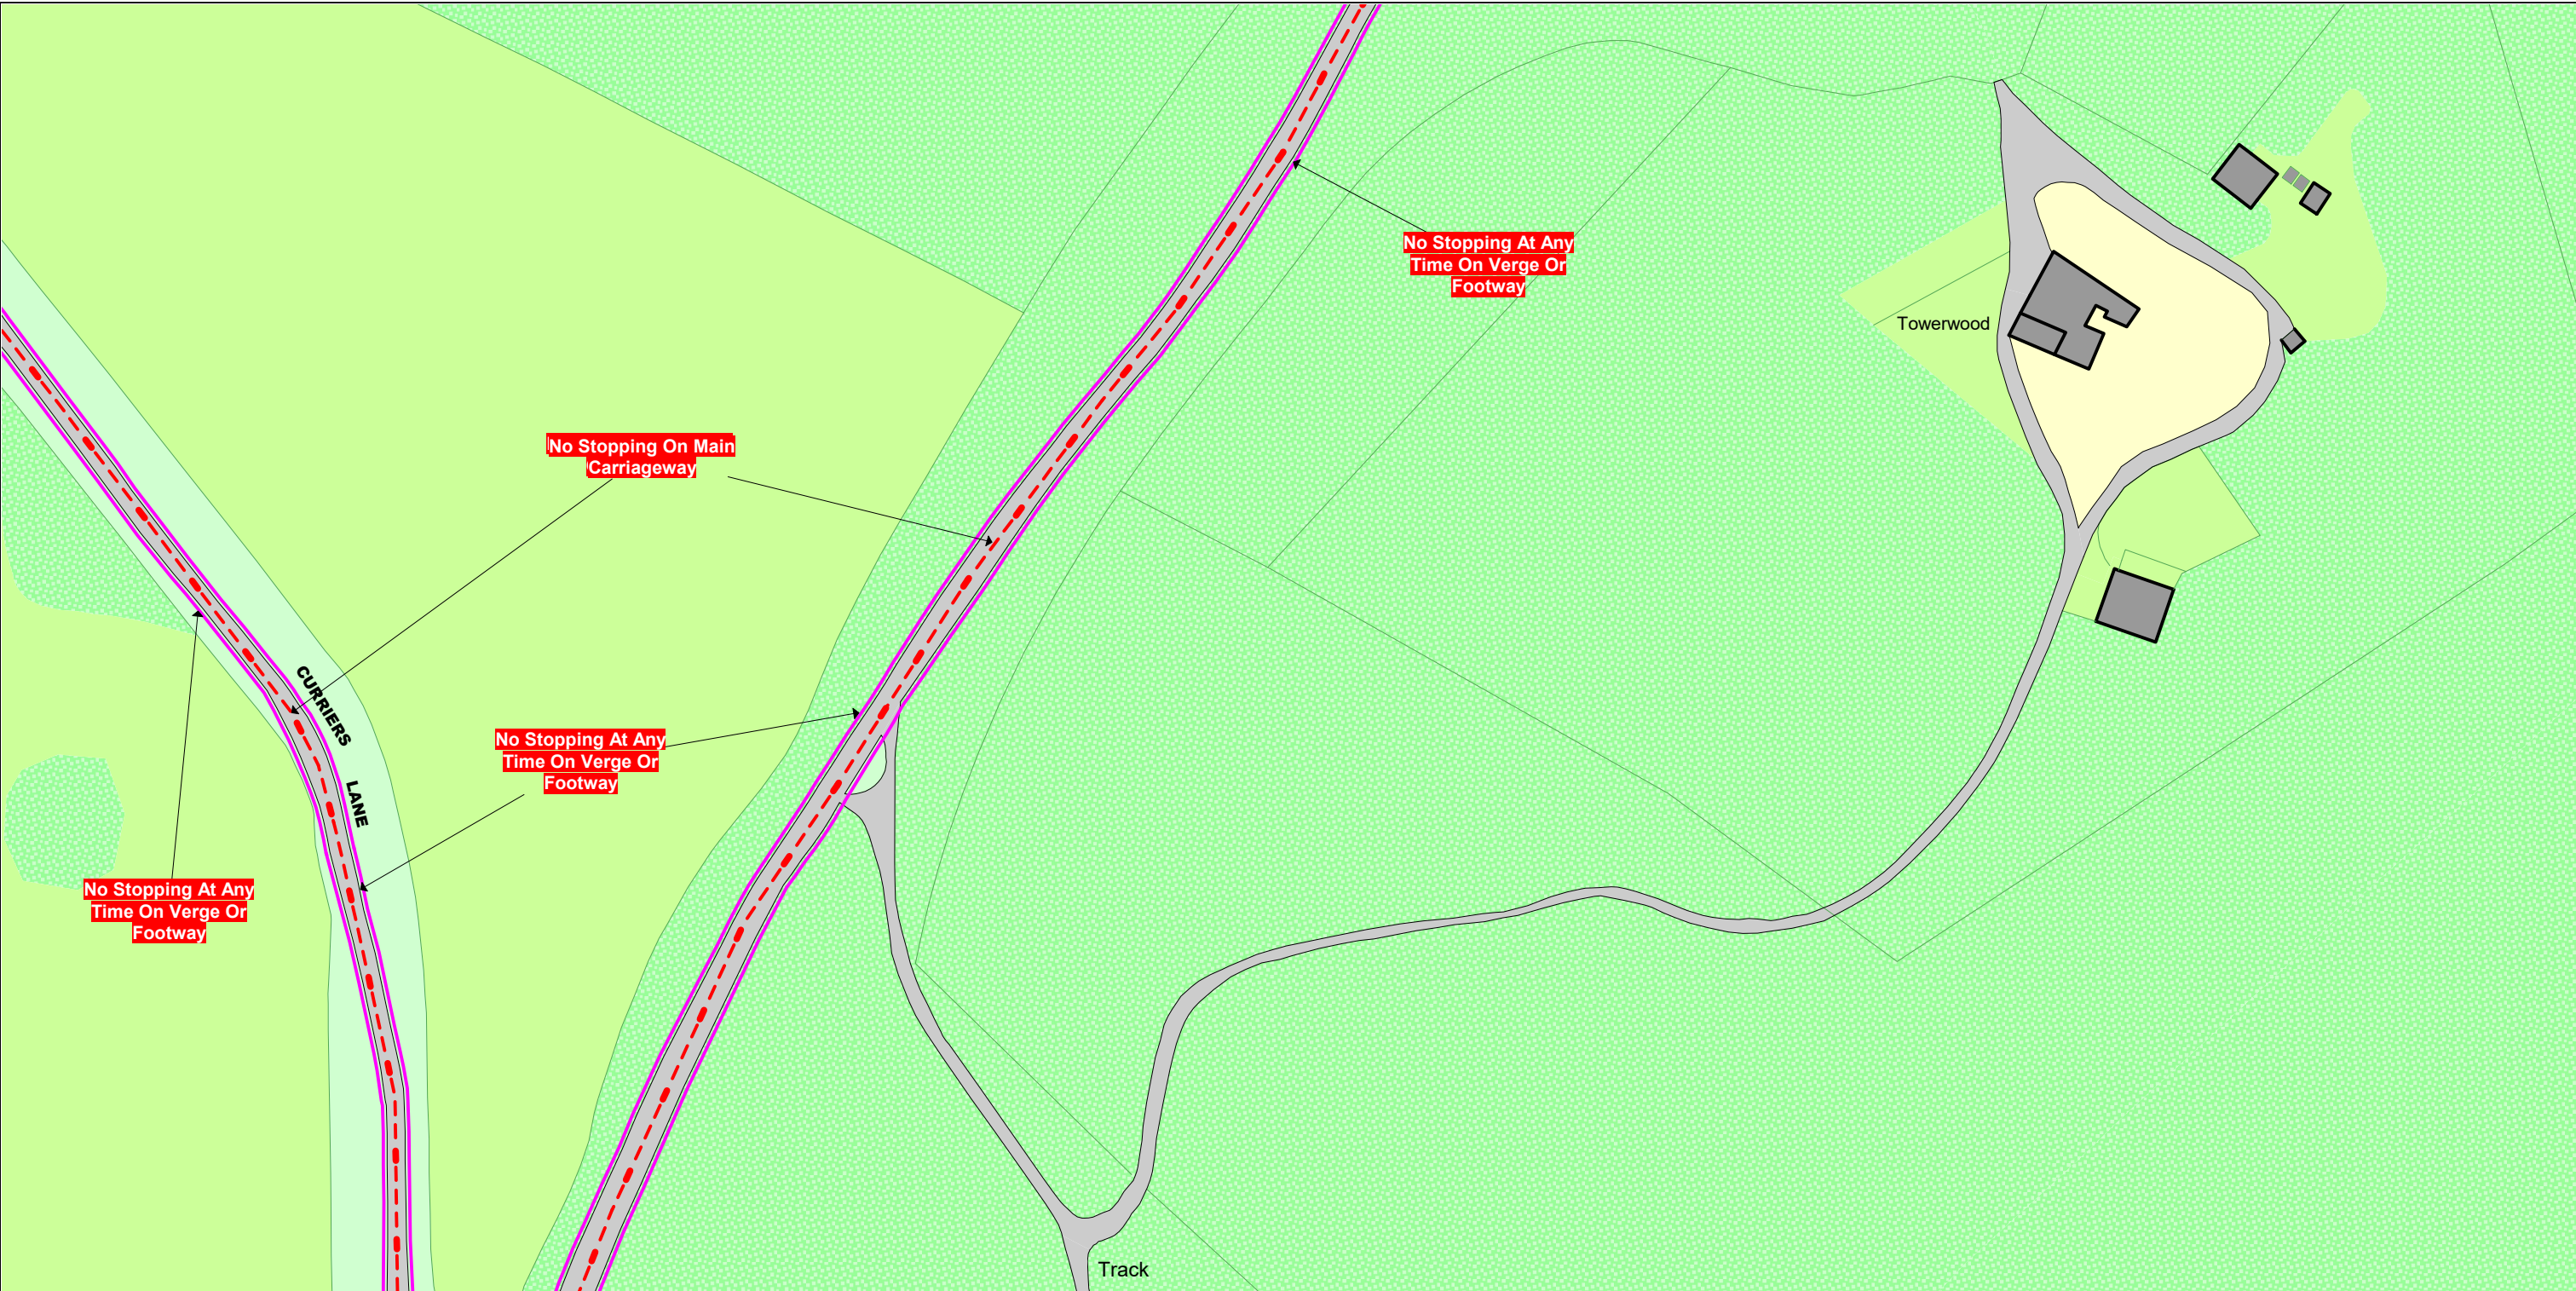 No Stopping At Any
Time On Verge Or
Footway
Towerwood
No Stopping On Main
Carriageway
CURRIERS
LANE
No Stopping At Any
Time On Verge Or
Footway
No Stopping At Any
Time On Verge Or
Footway
Track